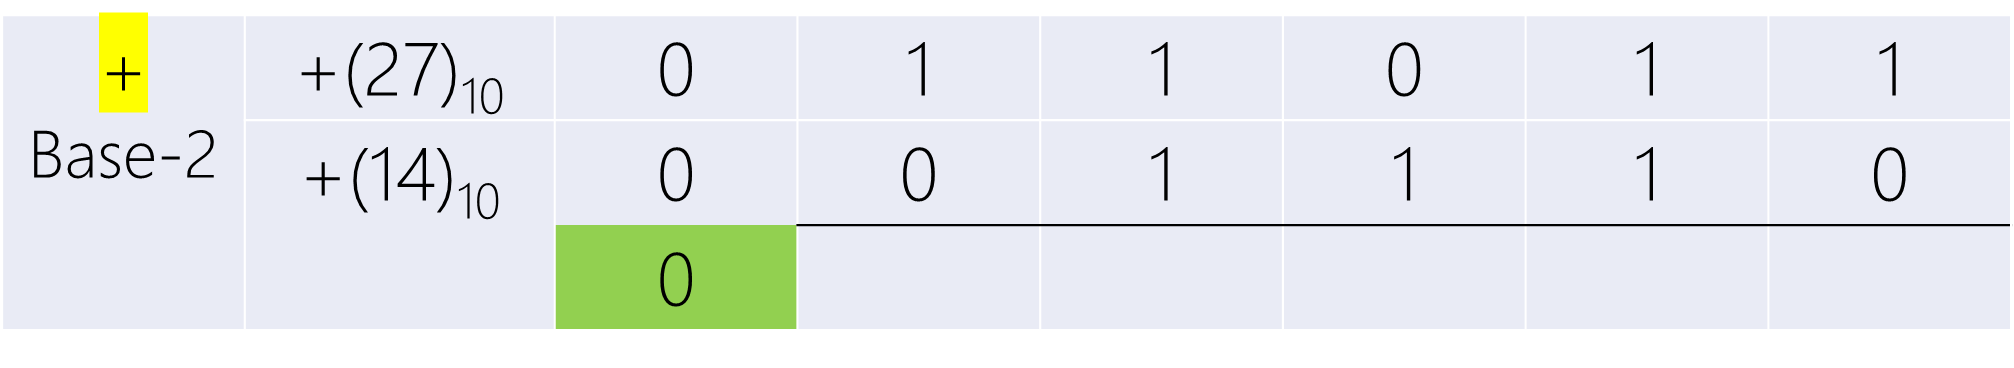 + +(27)₁₀ 0 1 1 0 1 1
Base-2 +(14)₁₀ 0 0 1 1 1 0
0